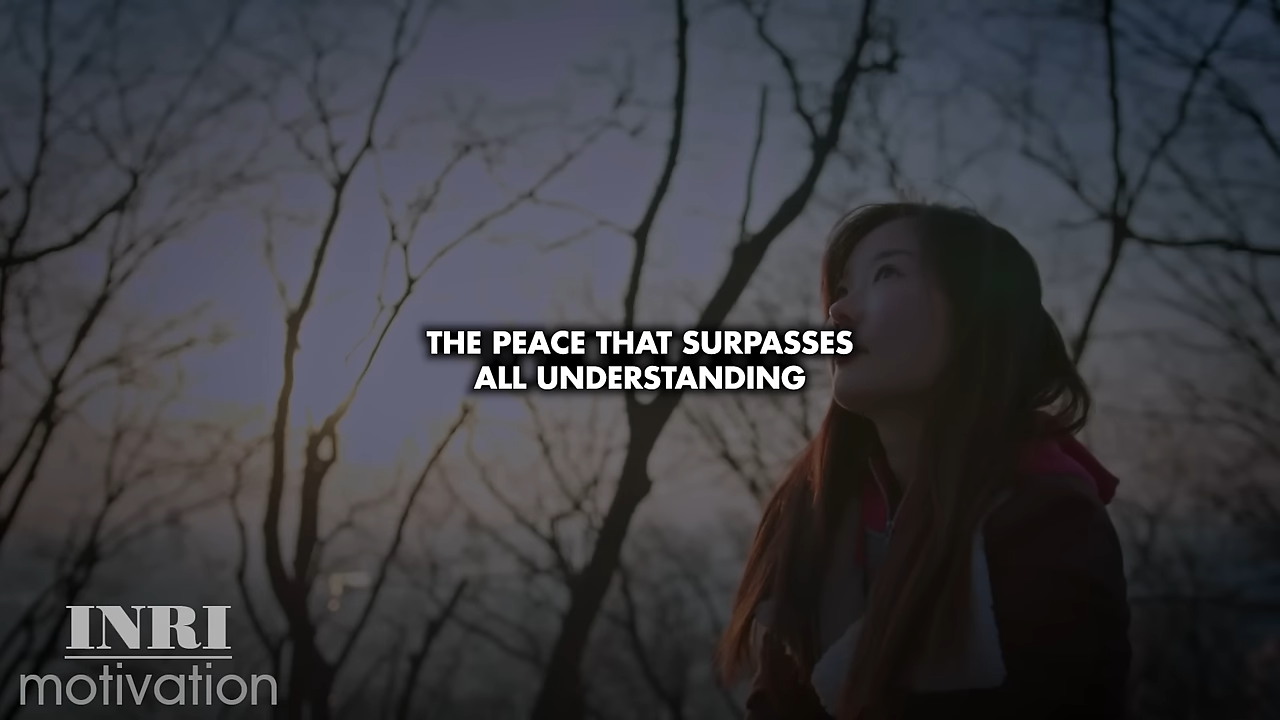 THE PEACE THAT SURPASSES
ALL UNDERSTANDING
INRI
motivation